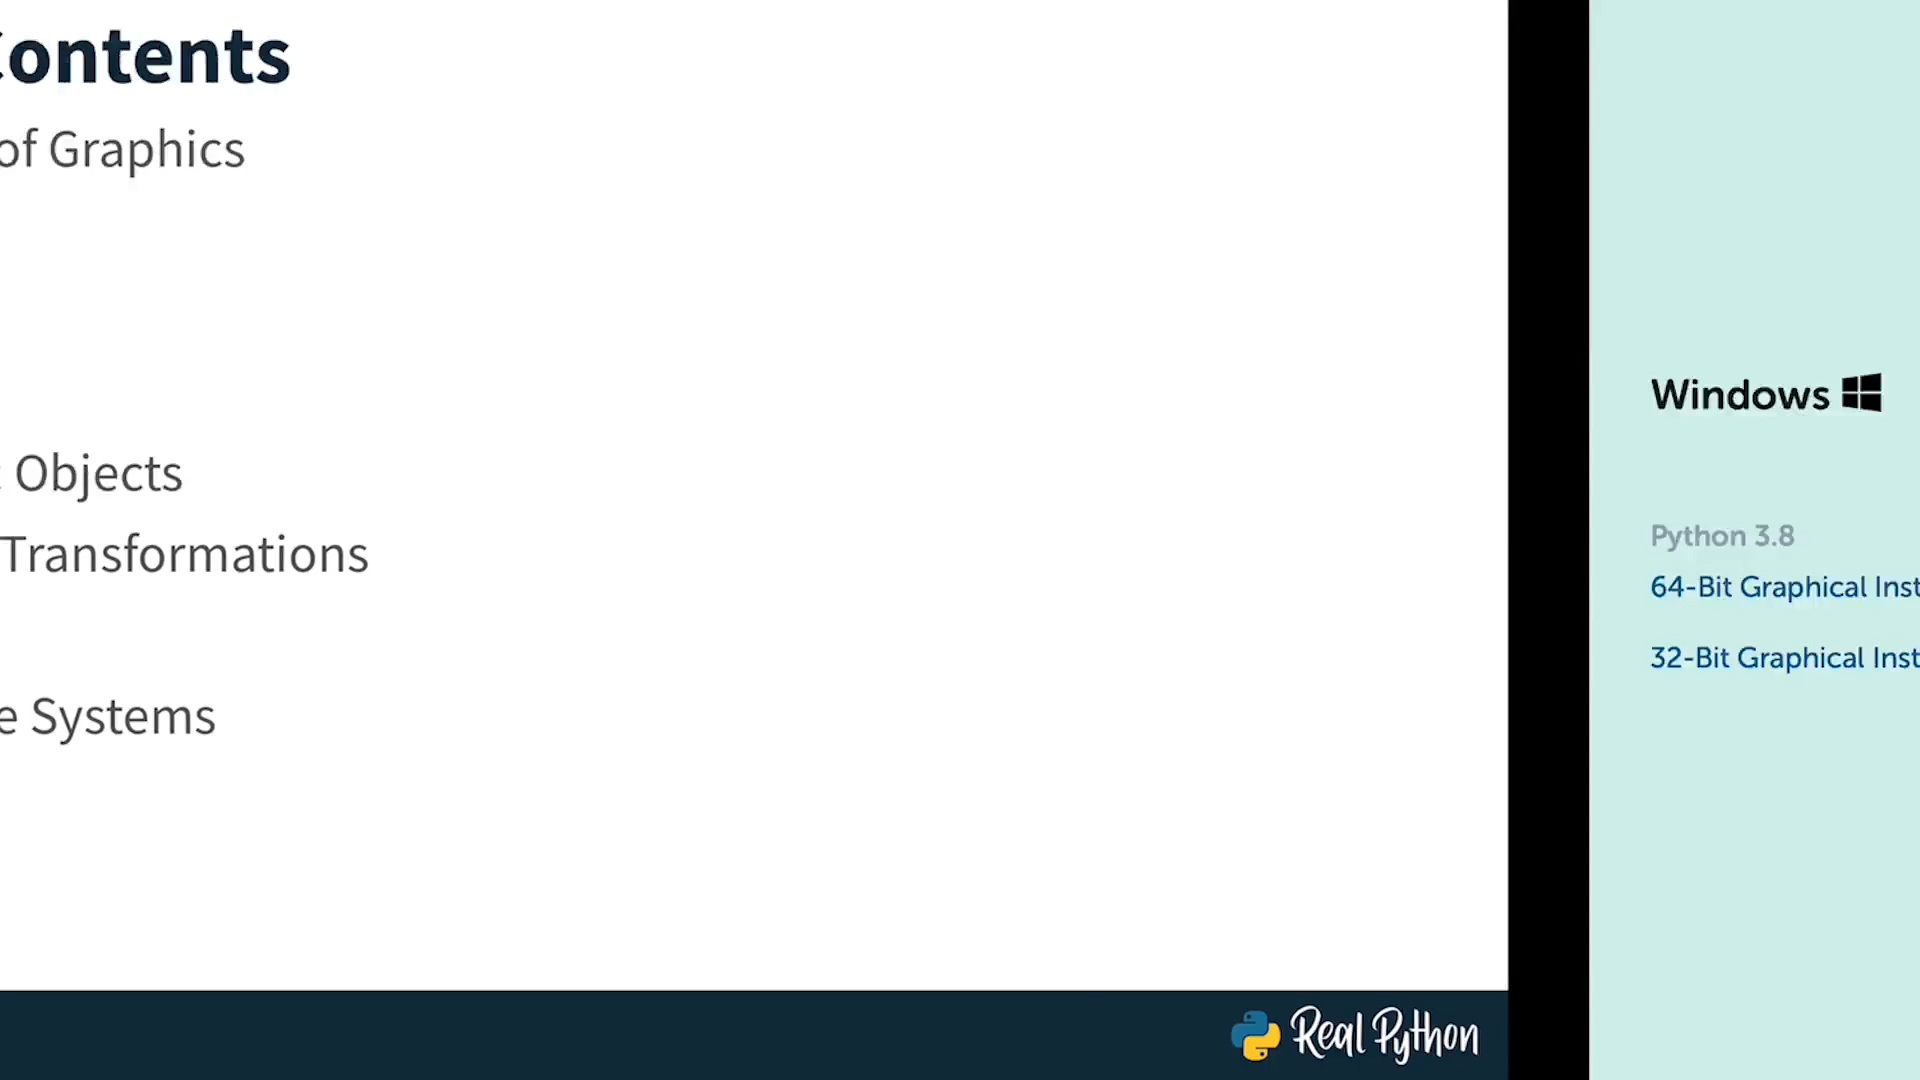 Contents
of Graphics
Objects
Transformations
e Systems
Real Python
Windows
Python 3.8
64-Bit Graphical Inst
32-Bit Graphical Inst